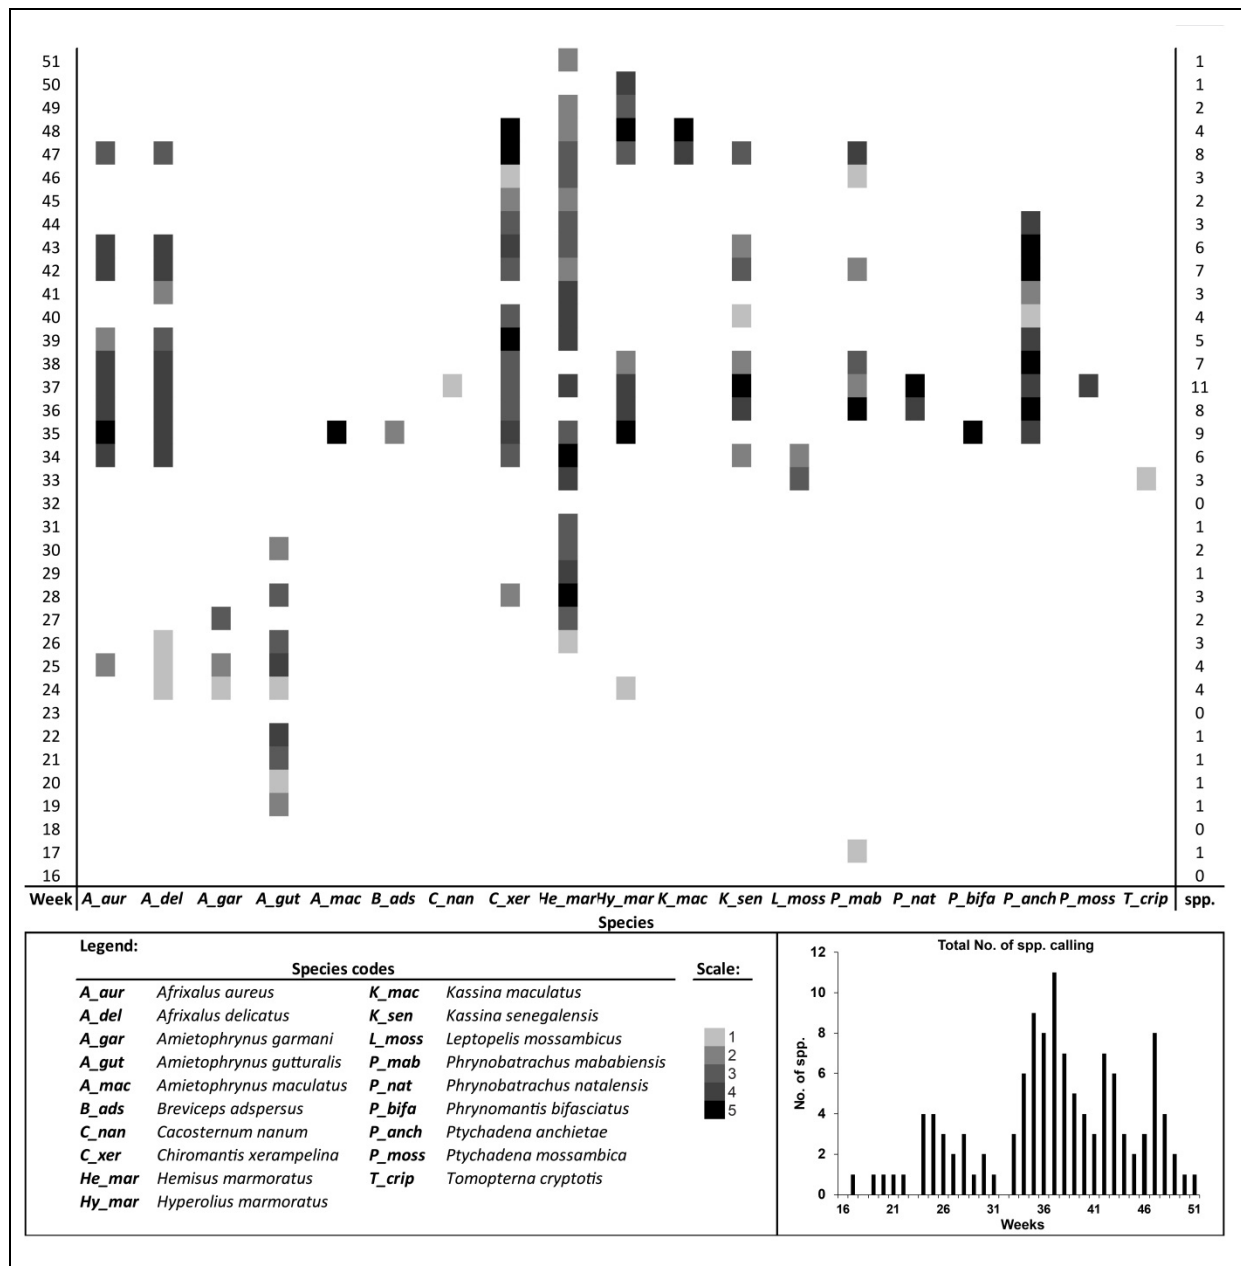 51 1
50 1
49 2
48 4
47 8
46 3
45 2
44 3
43 6
42 7
41 3
40 4
39 5
38 7
37 11
36 8
35 9
34 6
33 3
32 0
31 1
30 2
29 1
28 3
27 2
26 3
25 4
24 4
23 0
22 1
21 1
20 1
19 1
18 0
17 1
16 0
Week A_aur A_del A_gar A_gut A_mac B_ads C_nan C_xer He_mar Hy_mar K_mac K_sen L_moss P_mab P_nat P_bifa P_anch P_moss T_crip spp.
Species
Legend:
Species codes
A_aur Afrixalus aureus K_mac Kassina maculatus
A_del Afrixalus delicatus K_sen Kassina senegalensis
A_gar Amietophrynus garmani L_moss Leptopelis mossambicus
A_gut Amietophrynus gutturalis P_mab Phrynobatrachus mababiensis
A_mac Amietophrynus maculatus P_nat Phrynobatrachus natalensis
B_ads Breviceps adspersus P_bifa Phrynomantis bifasciatus
C_nan Cacosternum nanum P_anch Ptychadena anchietae
C_xer Chiromantis xerampelina P_moss Ptychadena mossambica
He_mar Hemisus marmoratus T_crip Tomopterna cryptotis
Hy_mar Hyperolius marmoratus
Scale:
1
2
3
4
5
Total No. of spp. calling
No. of spp.
12
10
8
6
4
2
0
16 21 26 31 36 41 46 51
Weeks